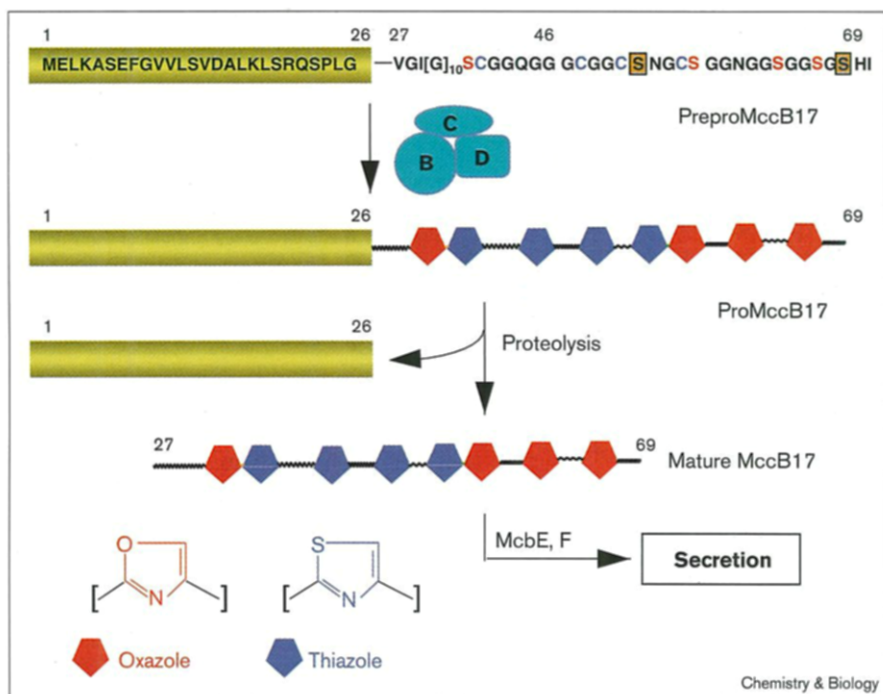 1 26 27 46 69
MELKASEFGVVLSVDALKLSRQSPLG —VGI[G]10SCGGQGG GCGGCSNGCS GGNGGSGGSGSHI
PreproMccB17
C
B D
1 26 69
ProMccB17
1 26
Proteolysis
27 69
Mature MccB17
McbE, F
Secretion
O S
[ N ] [ N ]
Oxazole Thiazole
Chemistry & Biology